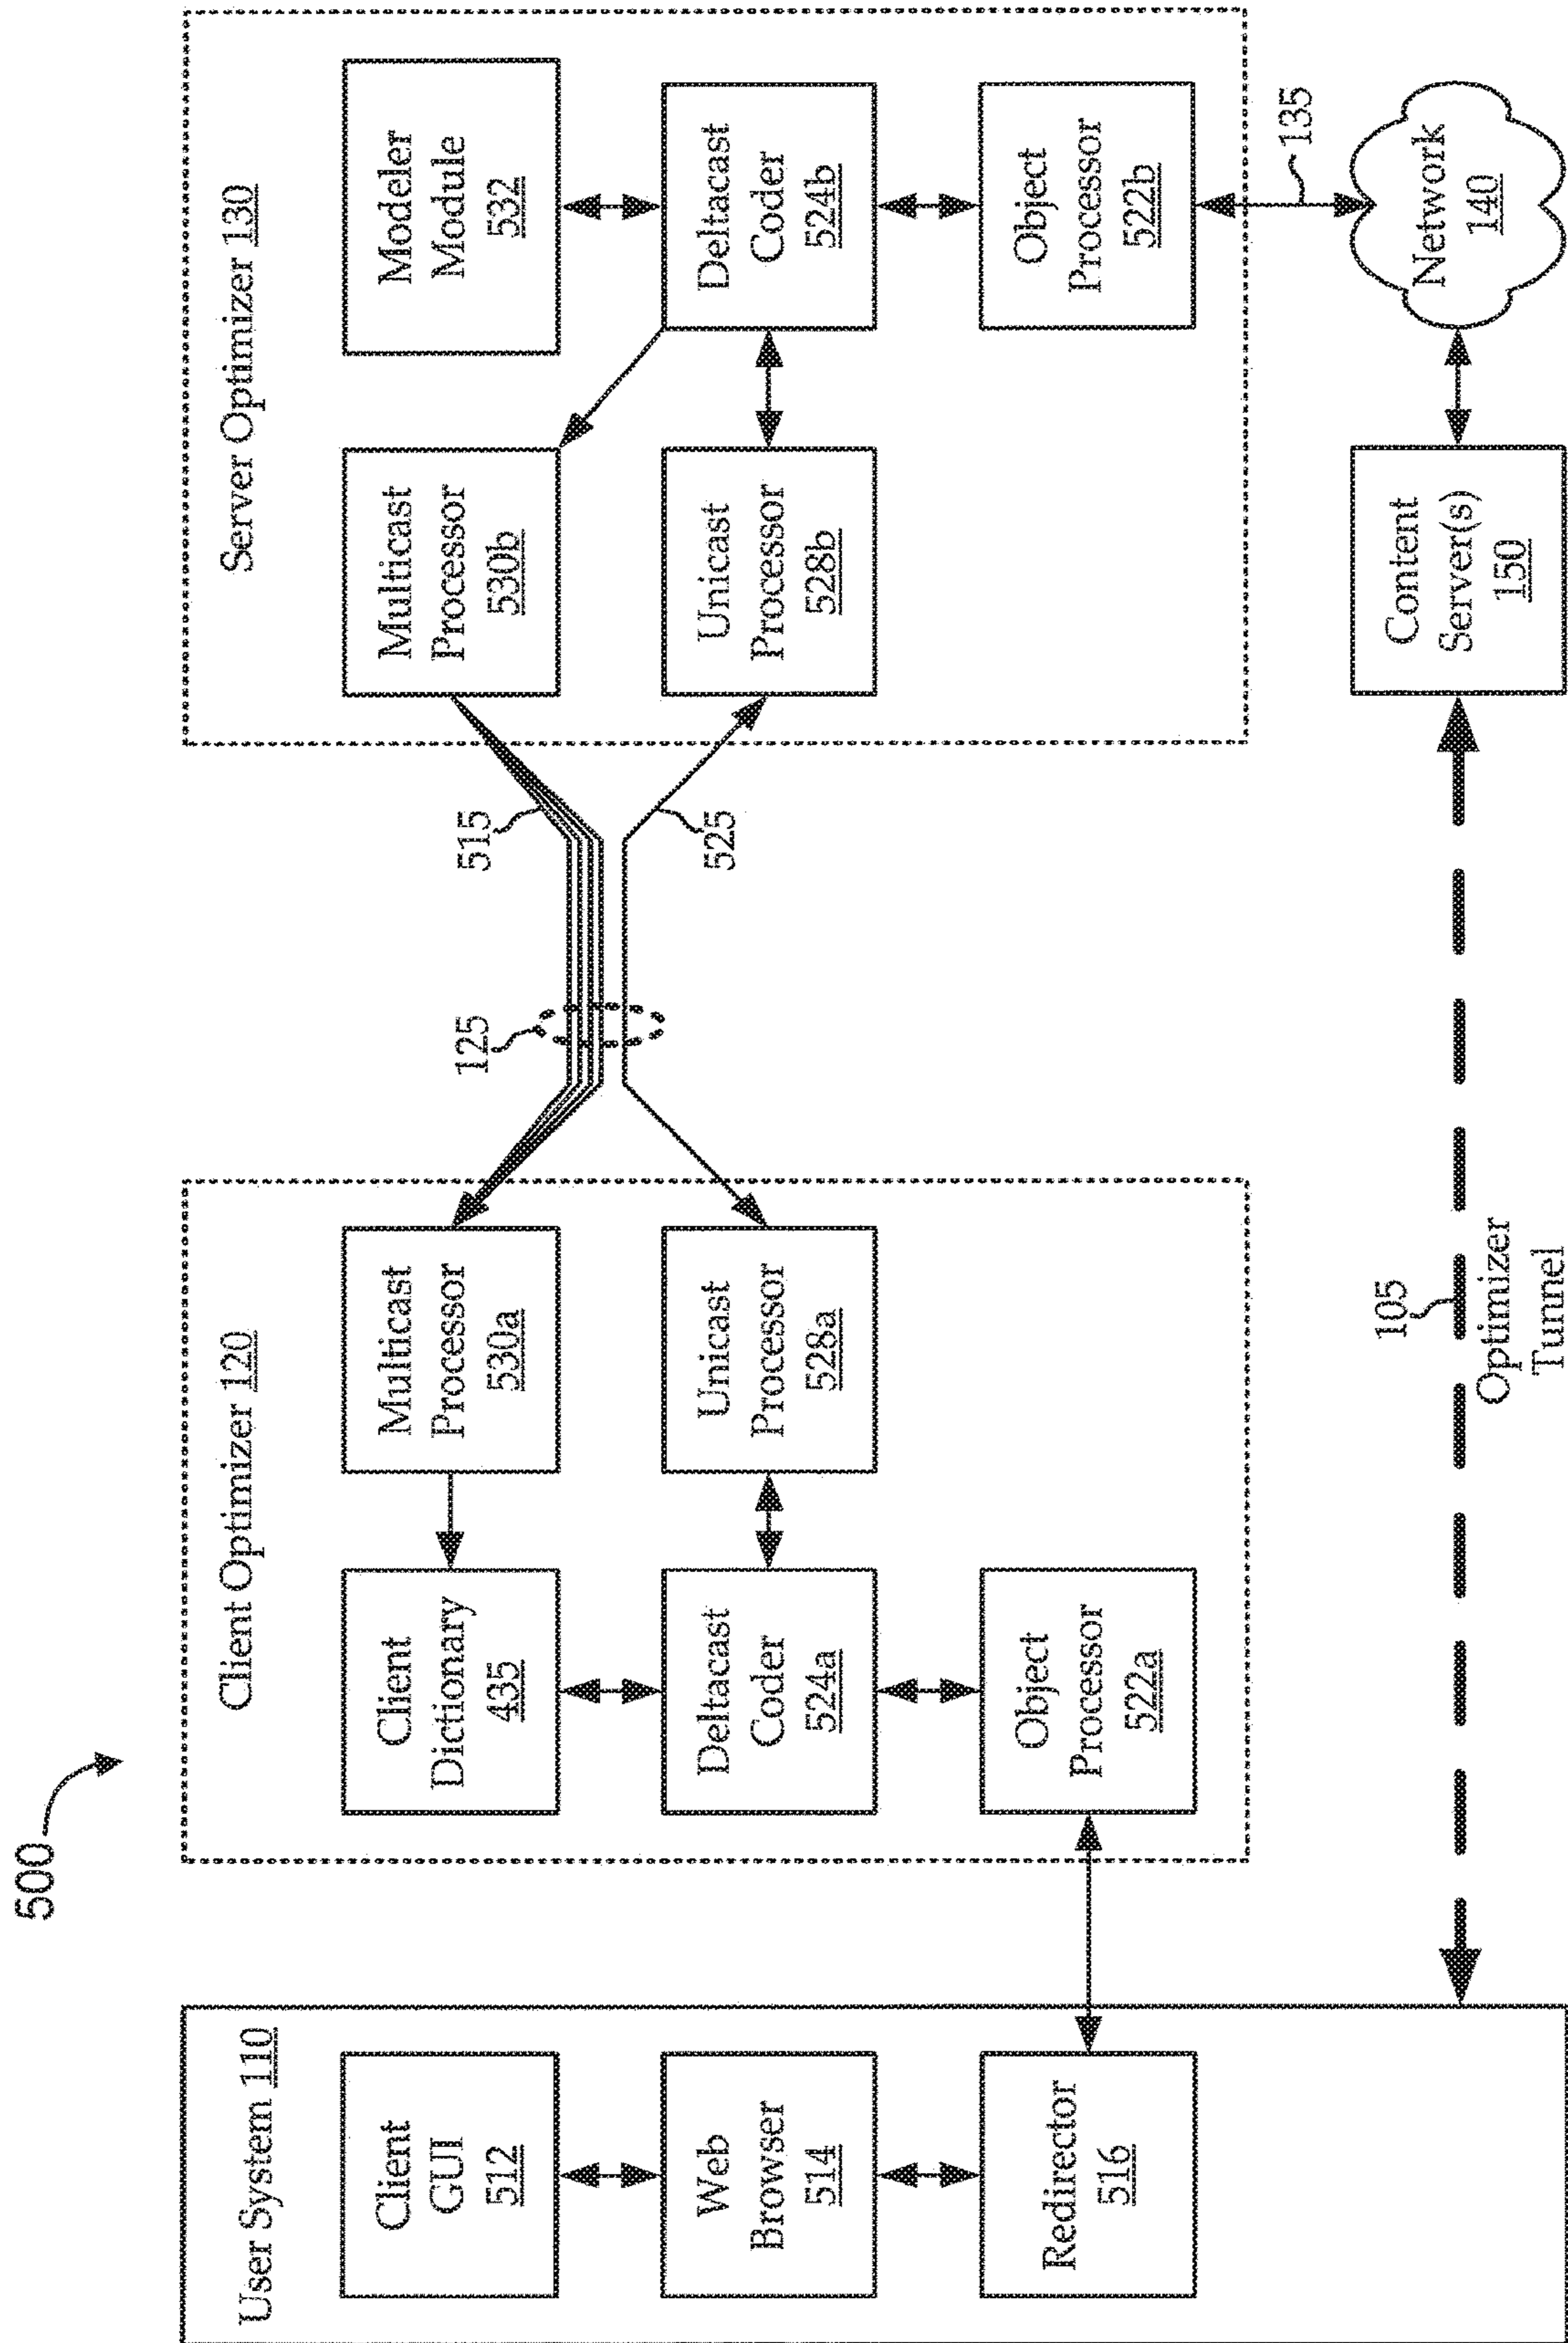 500
User System 110
Client
GUI
512
Web
Browser
514
Redirector
516
Client Optimizer 120
Client
Dictionary
435
Multicast
Processor
530a
Deltacast
Coder
524a
Unicast
Processor
528a
Object
Processor
522a
125
515
525
Server Optimizer 130
Multicast
Processor
530b
Modeler
Module
532
Unicast
Processor
528b
Deltacast
Coder
524b
Object
Processor
522b
135
Network
140
Content
Server(s)
150
105
Optimizer
Tunnel